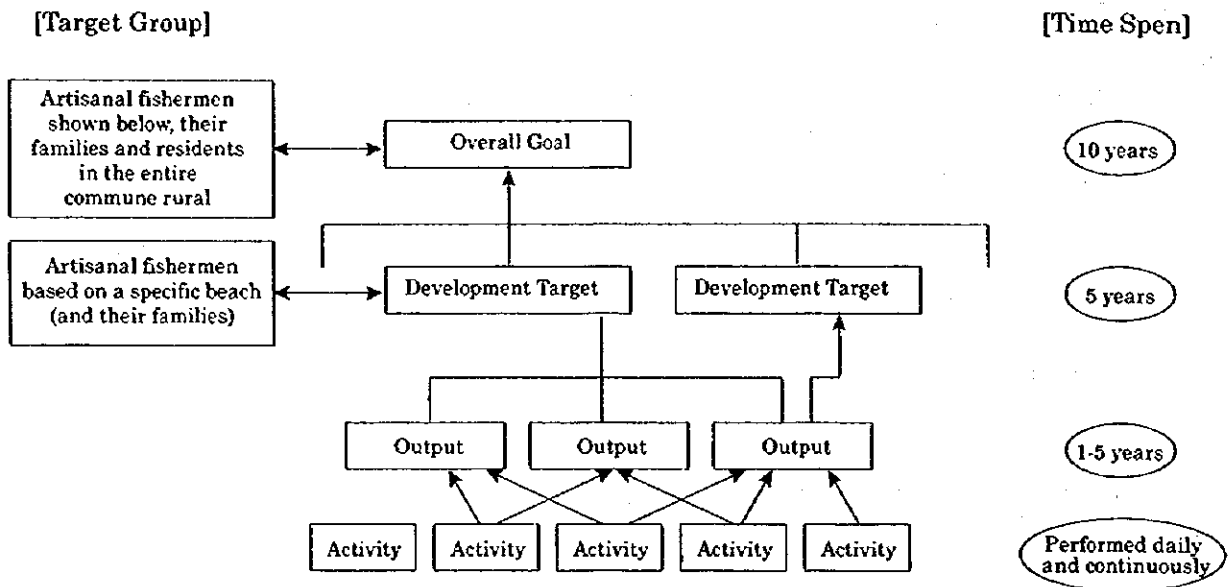 [Target Group]
[Time Spen]
Artisanal fishermen
shown below, their
families and residents
in the entire
commune rural
Overall Goal
10 years
Artisanal fishermen
based on a specific beach
(and their families)
Development Target
Development Target
5 years
Output
Output
Output
1-5 years
Activity
Activity
Activity
Activity
Activity
Performed daily
and continuously